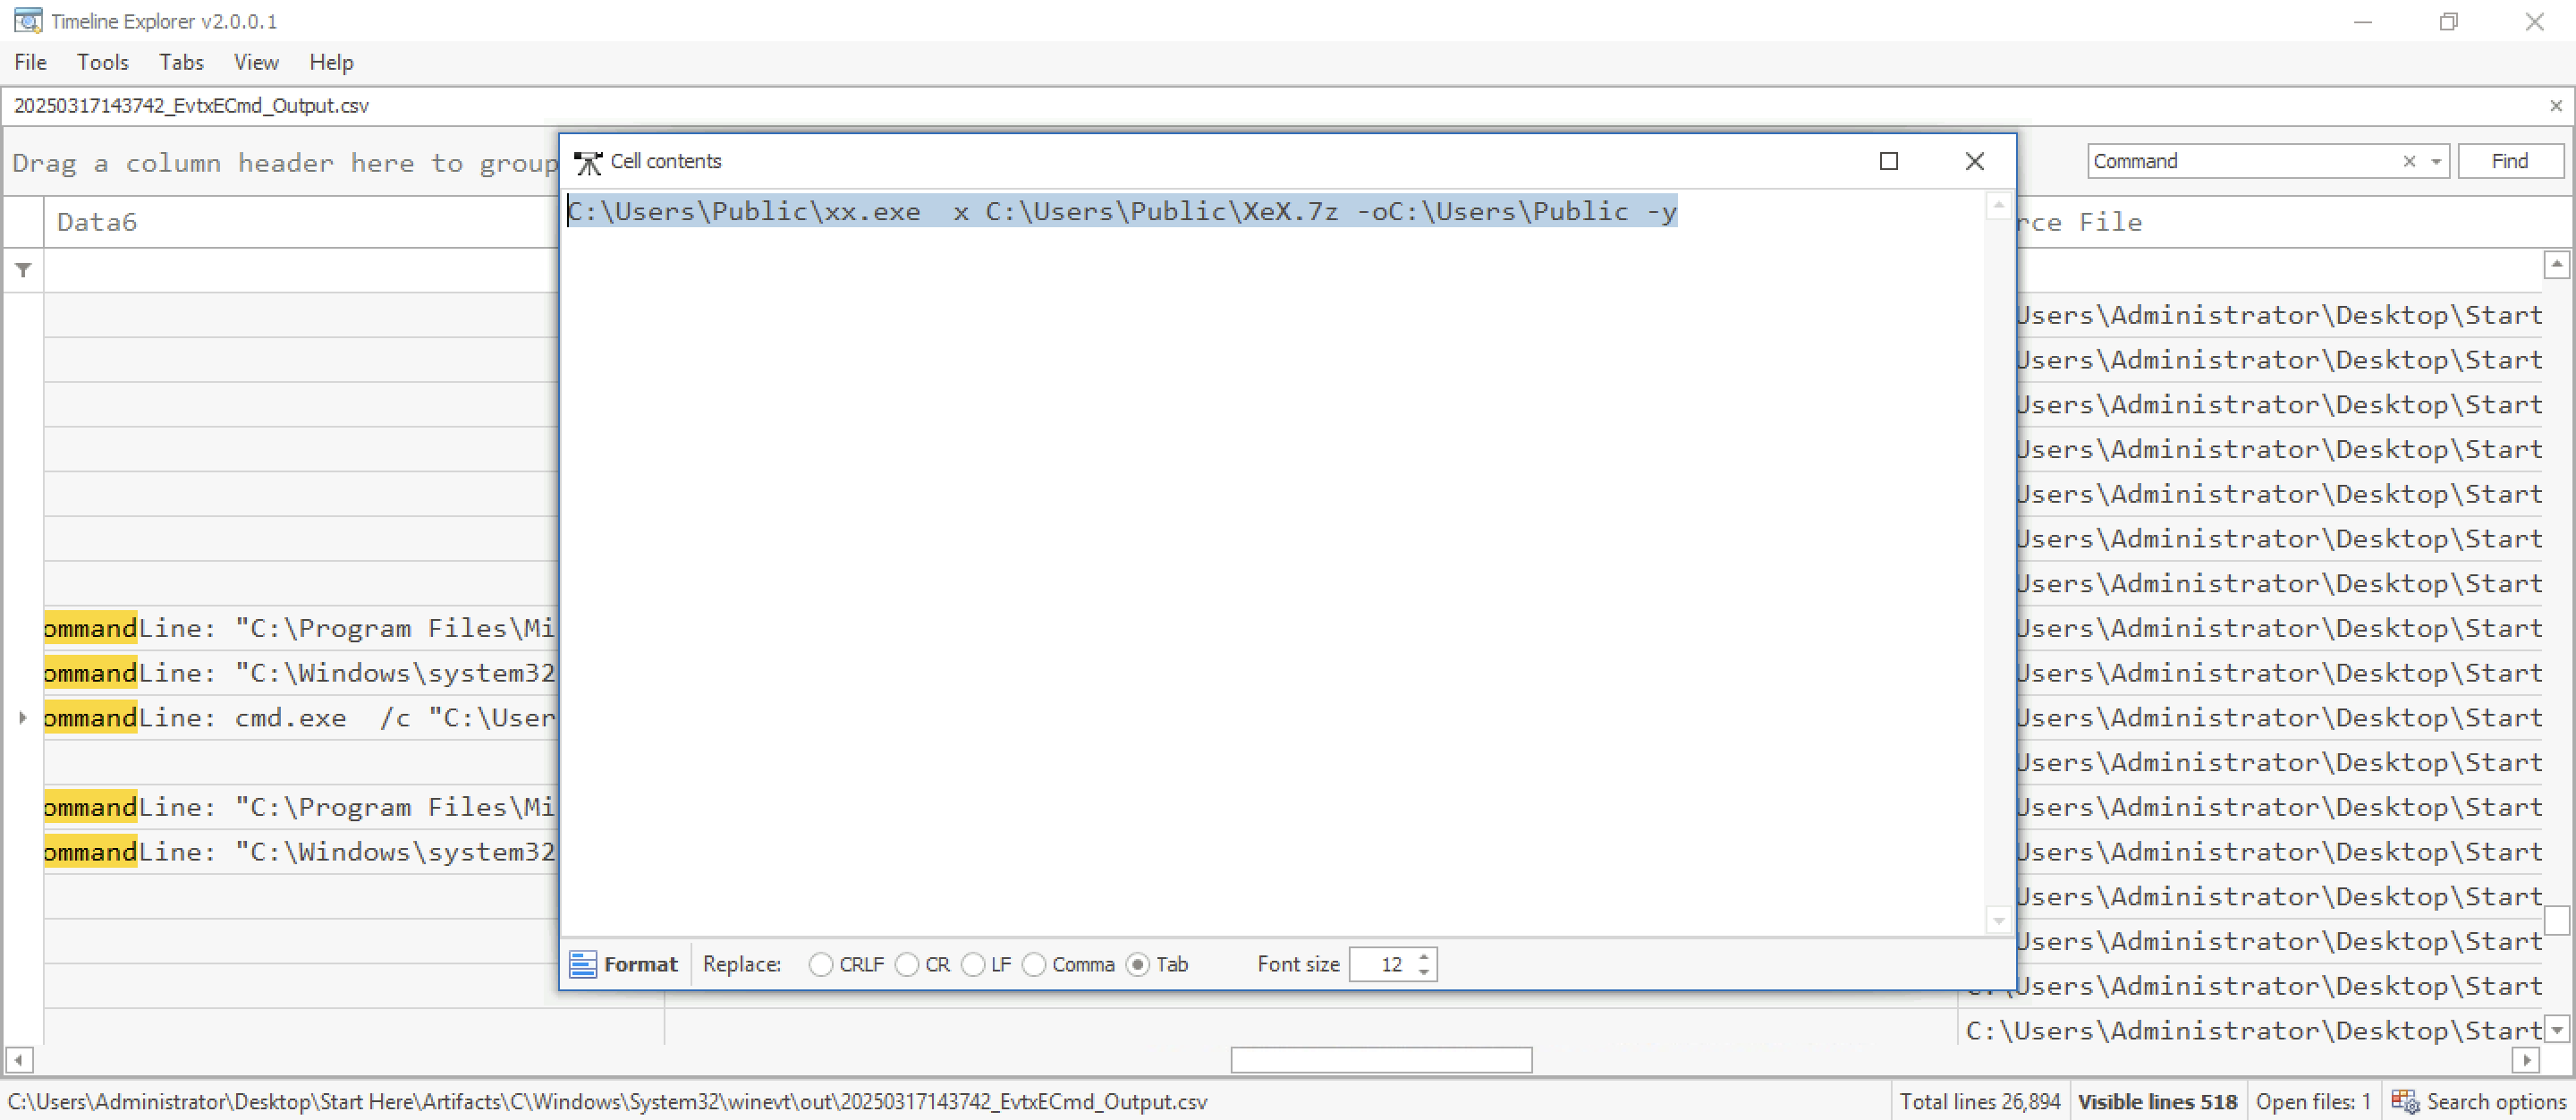 Timeline Explorer v2.0.0.1
File Tools Tabs View Help
20250317143742_EvtxECmd_Output.csv
Drag a column header here to group
Command
Find
Cell contents
C:\Users\Public\xx.exe  x C:\Users\Public\XeX.7z -oC:\Users\Public -y
Data6
rce File
Users\Administrator\Desktop\Start
Users\Administrator\Desktop\Start
Users\Administrator\Desktop\Start
Users\Administrator\Desktop\Start
Users\Administrator\Desktop\Start
Users\Administrator\Desktop\Start
Users\Administrator\Desktop\Start
ommandLine: "C:\Program Files\Mi
Users\Administrator\Desktop\Start
ommandLine: "C:\Windows\system32
Users\Administrator\Desktop\Start
ommandLine: cmd.exe  /c "C:\User
Users\Administrator\Desktop\Start
Users\Administrator\Desktop\Start
ommandLine: "C:\Program Files\Mi
Users\Administrator\Desktop\Start
ommandLine: "C:\Windows\system32
Users\Administrator\Desktop\Start
Users\Administrator\Desktop\Start
Users\Administrator\Desktop\Start
Format Replace: CRLF CR LF Comma Tab Font size 12
C:\Users\Administrator\Desktop\Start
C:\Users\Administrator\Desktop\Start
C:\Users\Administrator\Desktop\Start Here\Artifacts\C\Windows\System32\winevt\out\20250317143742_EvtxECmd_Output.csv
Total lines 26,894 Visible lines 518 Open files: 1 Search options